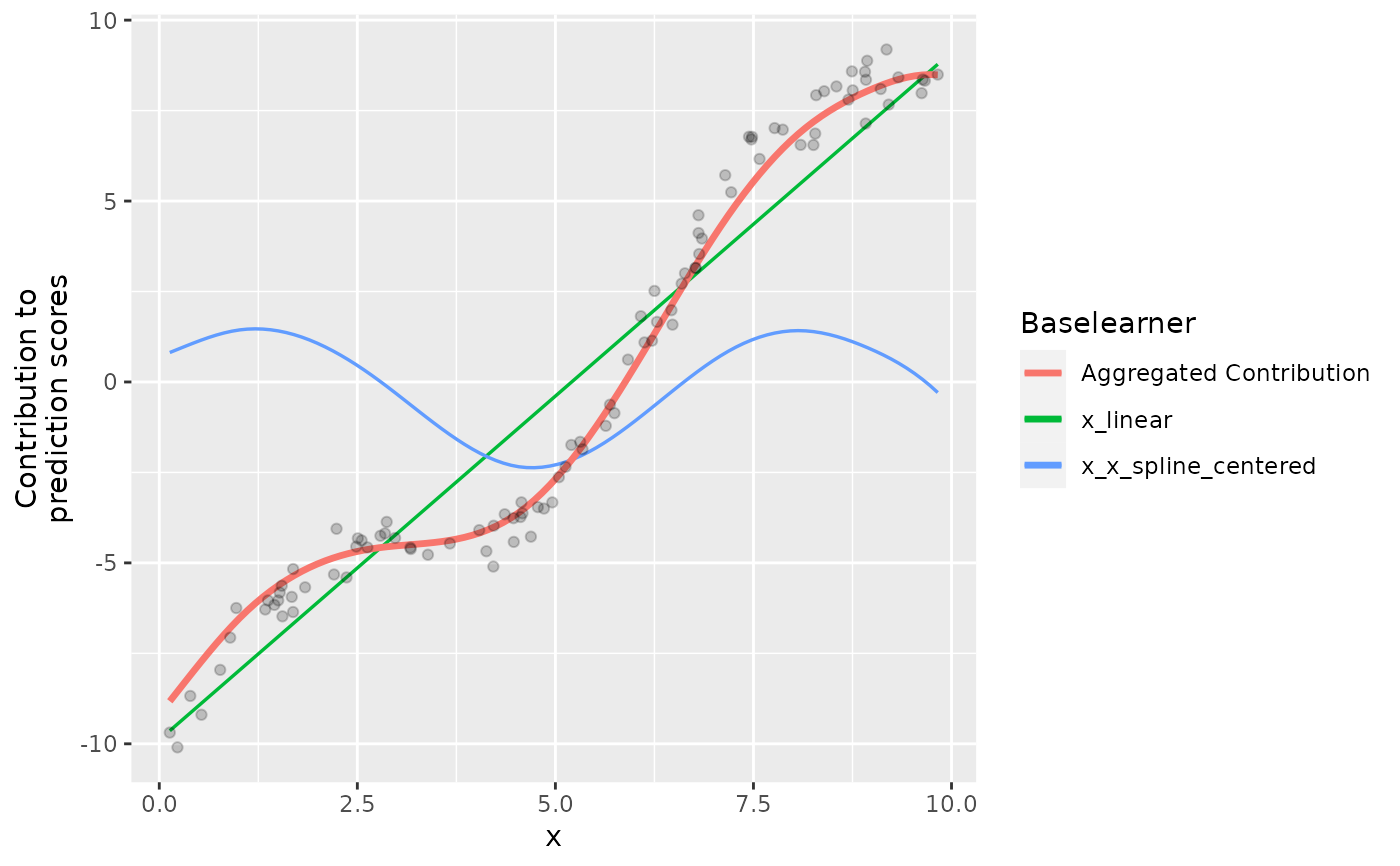 10
5
0
-5
-10
Contribution to
prediction scores
0.0 2.5 5.0 7.5 10.0
x
Baselearner
Aggregated Contribution
x_linear
x_x_spline_centered